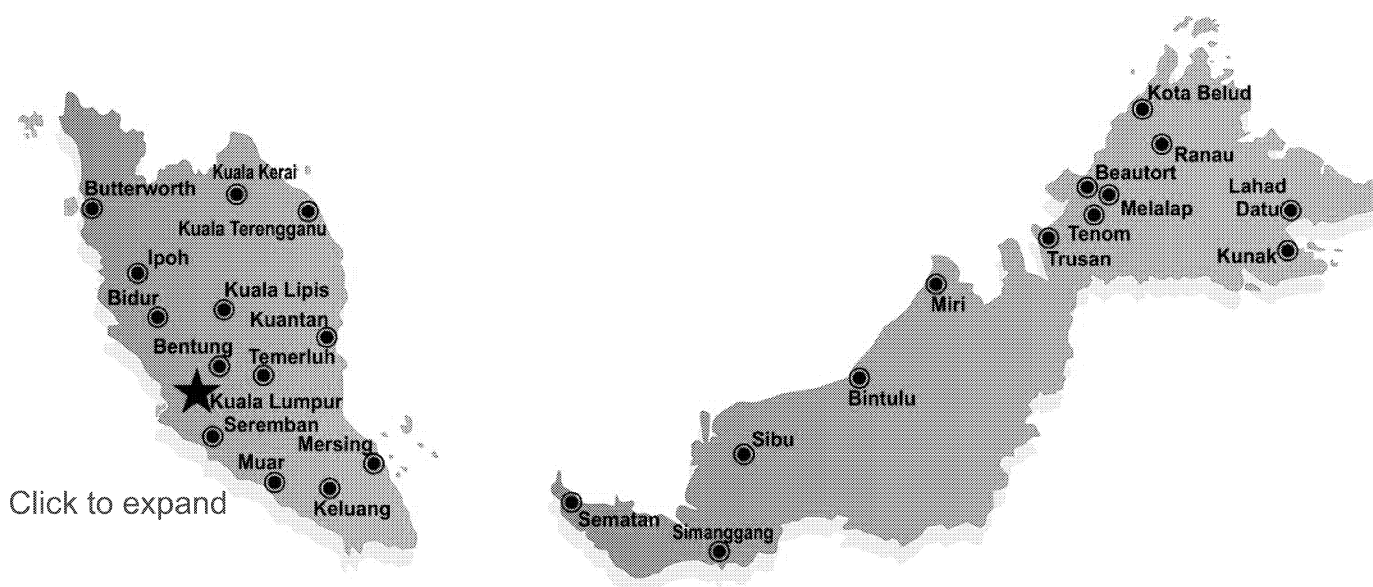 Kota Belud
Ranau
Kuala Kerai
Butterworth
Beautort
Lahad
Datu
Melalap
Kuala Terengganu
Tenom
Trusan
Kunak
Ipoh
Kuala Lipis
Bidur
Miri
Kuantan
Bentung
Temerluh
Kuala Lumpur
Bintulu
Seremban
Mersing
Sibu
Muar
Click to expand
Keluang
Sematan
Simanggang